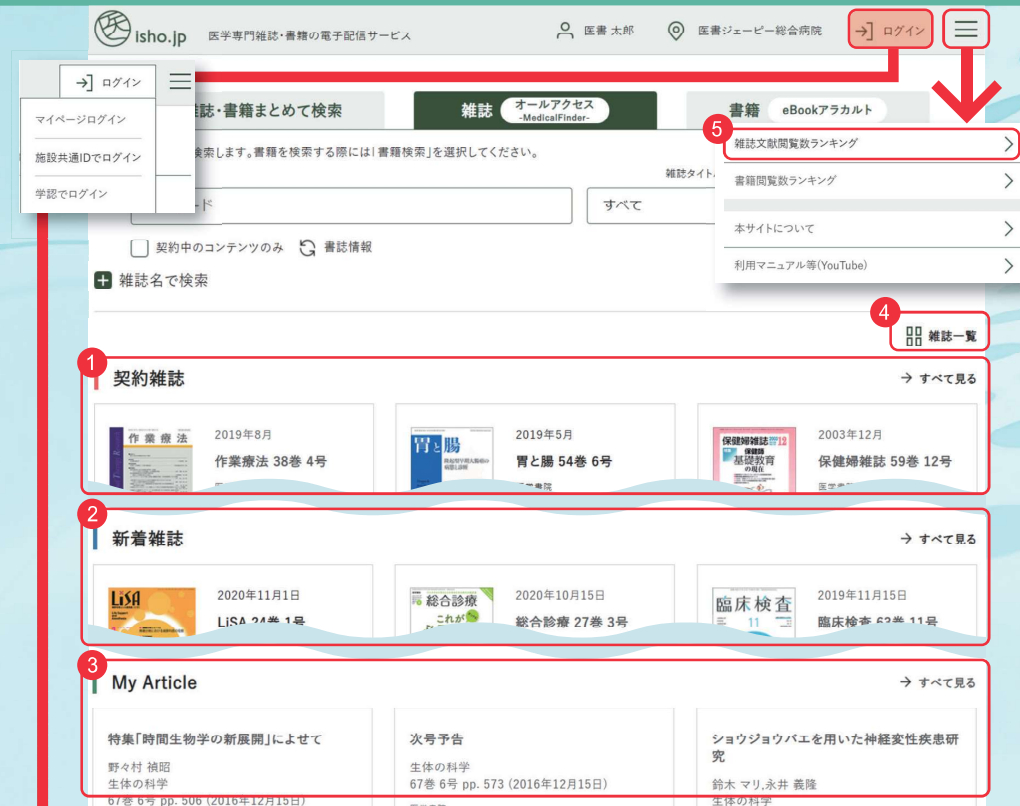 医 isho.jp 医学専門雑誌・書籍の電子配信サービス 医書 太郎 医書ジェーピー総合病院 ログイン
ログイン
マイページログイン
施設共通IDでログイン
学認でログイン
誌・書籍まとめて検索 雑誌 オールアクセス -MedicalFinder- 書籍 eBookアラカルト
5
検索します。書籍を検索する際には「書籍検索」を選択してください。
雑誌タイトル
ード すべて
雑誌文献閲覧数ランキング
書籍閲覧数ランキング
本サイトについて
利用マニュアル等(YouTube)
契約中のコンテンツのみ 書誌情報
雑誌名で検索
4
雑誌一覧
1
契約雑誌 → すべて見る
作業療法
2019年8月
作業療法 38巻 4号
胃と腸
2019年5月
胃と腸 54巻 6号
医学書院
保健婦雑誌 12
保健師
基礎教育
の現在
2003年12月
保健婦雑誌 59巻 12号
2
新着雑誌 → すべて見る
LiSA
2020年11月1日
LiSA 24巻 1号
総合診療
これが
2020年10月15日
総合診療 27巻 3号
臨床検査
11
2019年11月15日
臨床検査 63巻 11号
3
My Article → すべて見る
特集「時間生物学の新展開」によせて
野々村 禎昭
生体の科学
67巻 6号 pp. 506 (2016年12月15日)
次号予告
生体の科学
67巻 6号 pp. 573 (2016年12月15日)
ショウジョウバエを用いた神経変性疾患研
究
鈴木 マリ,永井 義隆
生体の科学